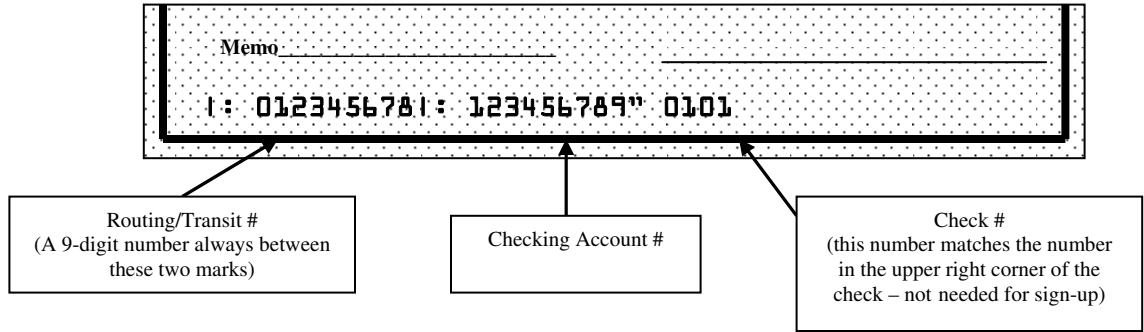 Memo
|: 012345678|: 123456789" 0101
Routing/Transit #
(A 9-digit number always between
these two marks)
Checking Account #
Check #
(this number matches the number
in the upper right corner of the
check – not needed for sign-up)